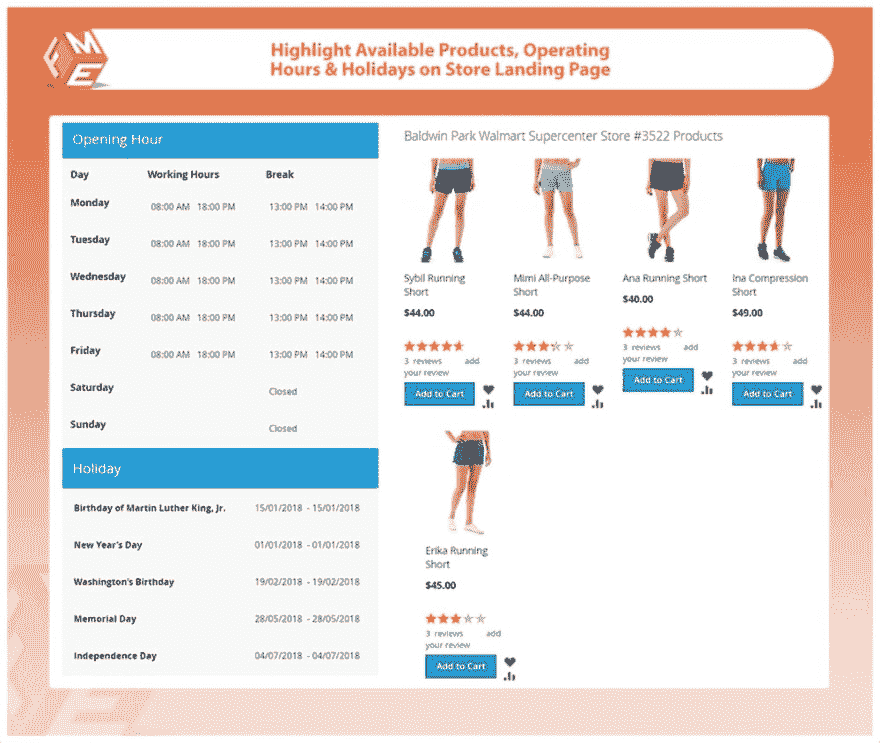 FME
Highlight Available Products, Operating
Hours & Holidays on Store Landing Page
Opening Hour
Day Working Hours Break
Monday 08:00 AM 18:00 PM 13:00 PM 14:00 PM
Tuesday 08:00 AM 18:00 PM 13:00 PM 14:00 PM
Wednesday 08:00 AM 18:00 PM 13:00 PM 14:00 PM
Thursday 08:00 AM 18:00 PM 13:00 PM 14:00 PM
Friday 08:00 AM 18:00 PM 13:00 PM 14:00 PM
Saturday Closed
Sunday Closed
Holiday
Birthday of Martin Luther King, Jr. 15/01/2018 - 15/01/2018
New Year's Day 01/01/2018 - 01/01/2018
Washington's Birthday 19/02/2018 - 19/02/2018
Memorial Day 28/05/2018 - 28/05/2018
Independence Day 04/07/2018 - 04/07/2018
Baldwin Park Walmart Supercenter Store #3522 Products
Sybil Running
Short
$44.00
3 reviews add
your review
Add to Cart
Mimi All-Purpose
Short
$44.00
3 reviews add
your review
Add to Cart
Ana Running Short
$40.00
3 reviews add
your review
Add to Cart
Ina Compression
Short
$49.00
3 reviews add
your review
Add to Cart
Erika Running
Short
$45.00
3 reviews add
your review
Add to Cart